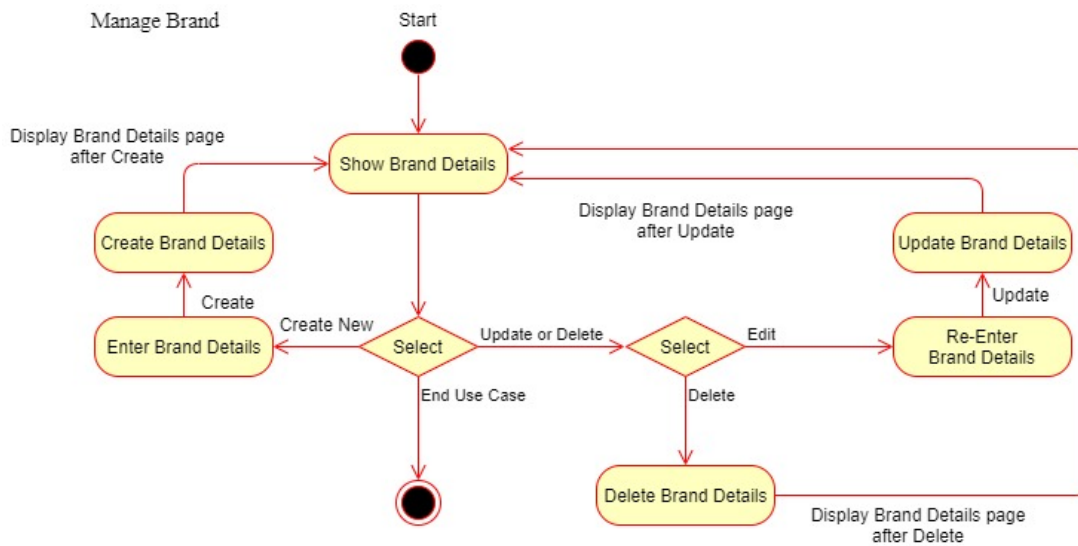 Manage Brand
Start
Display Brand Details page
after Create
Show Brand Details
Display Brand Details page
after Update
Create Brand Details
Update Brand Details
Create
Update
Enter Brand Details
Create New
Select
Update or Delete
Select
Edit
Re-Enter
Brand Details
End Use Case
Delete
Delete Brand Details
Display Brand Details page
after Delete